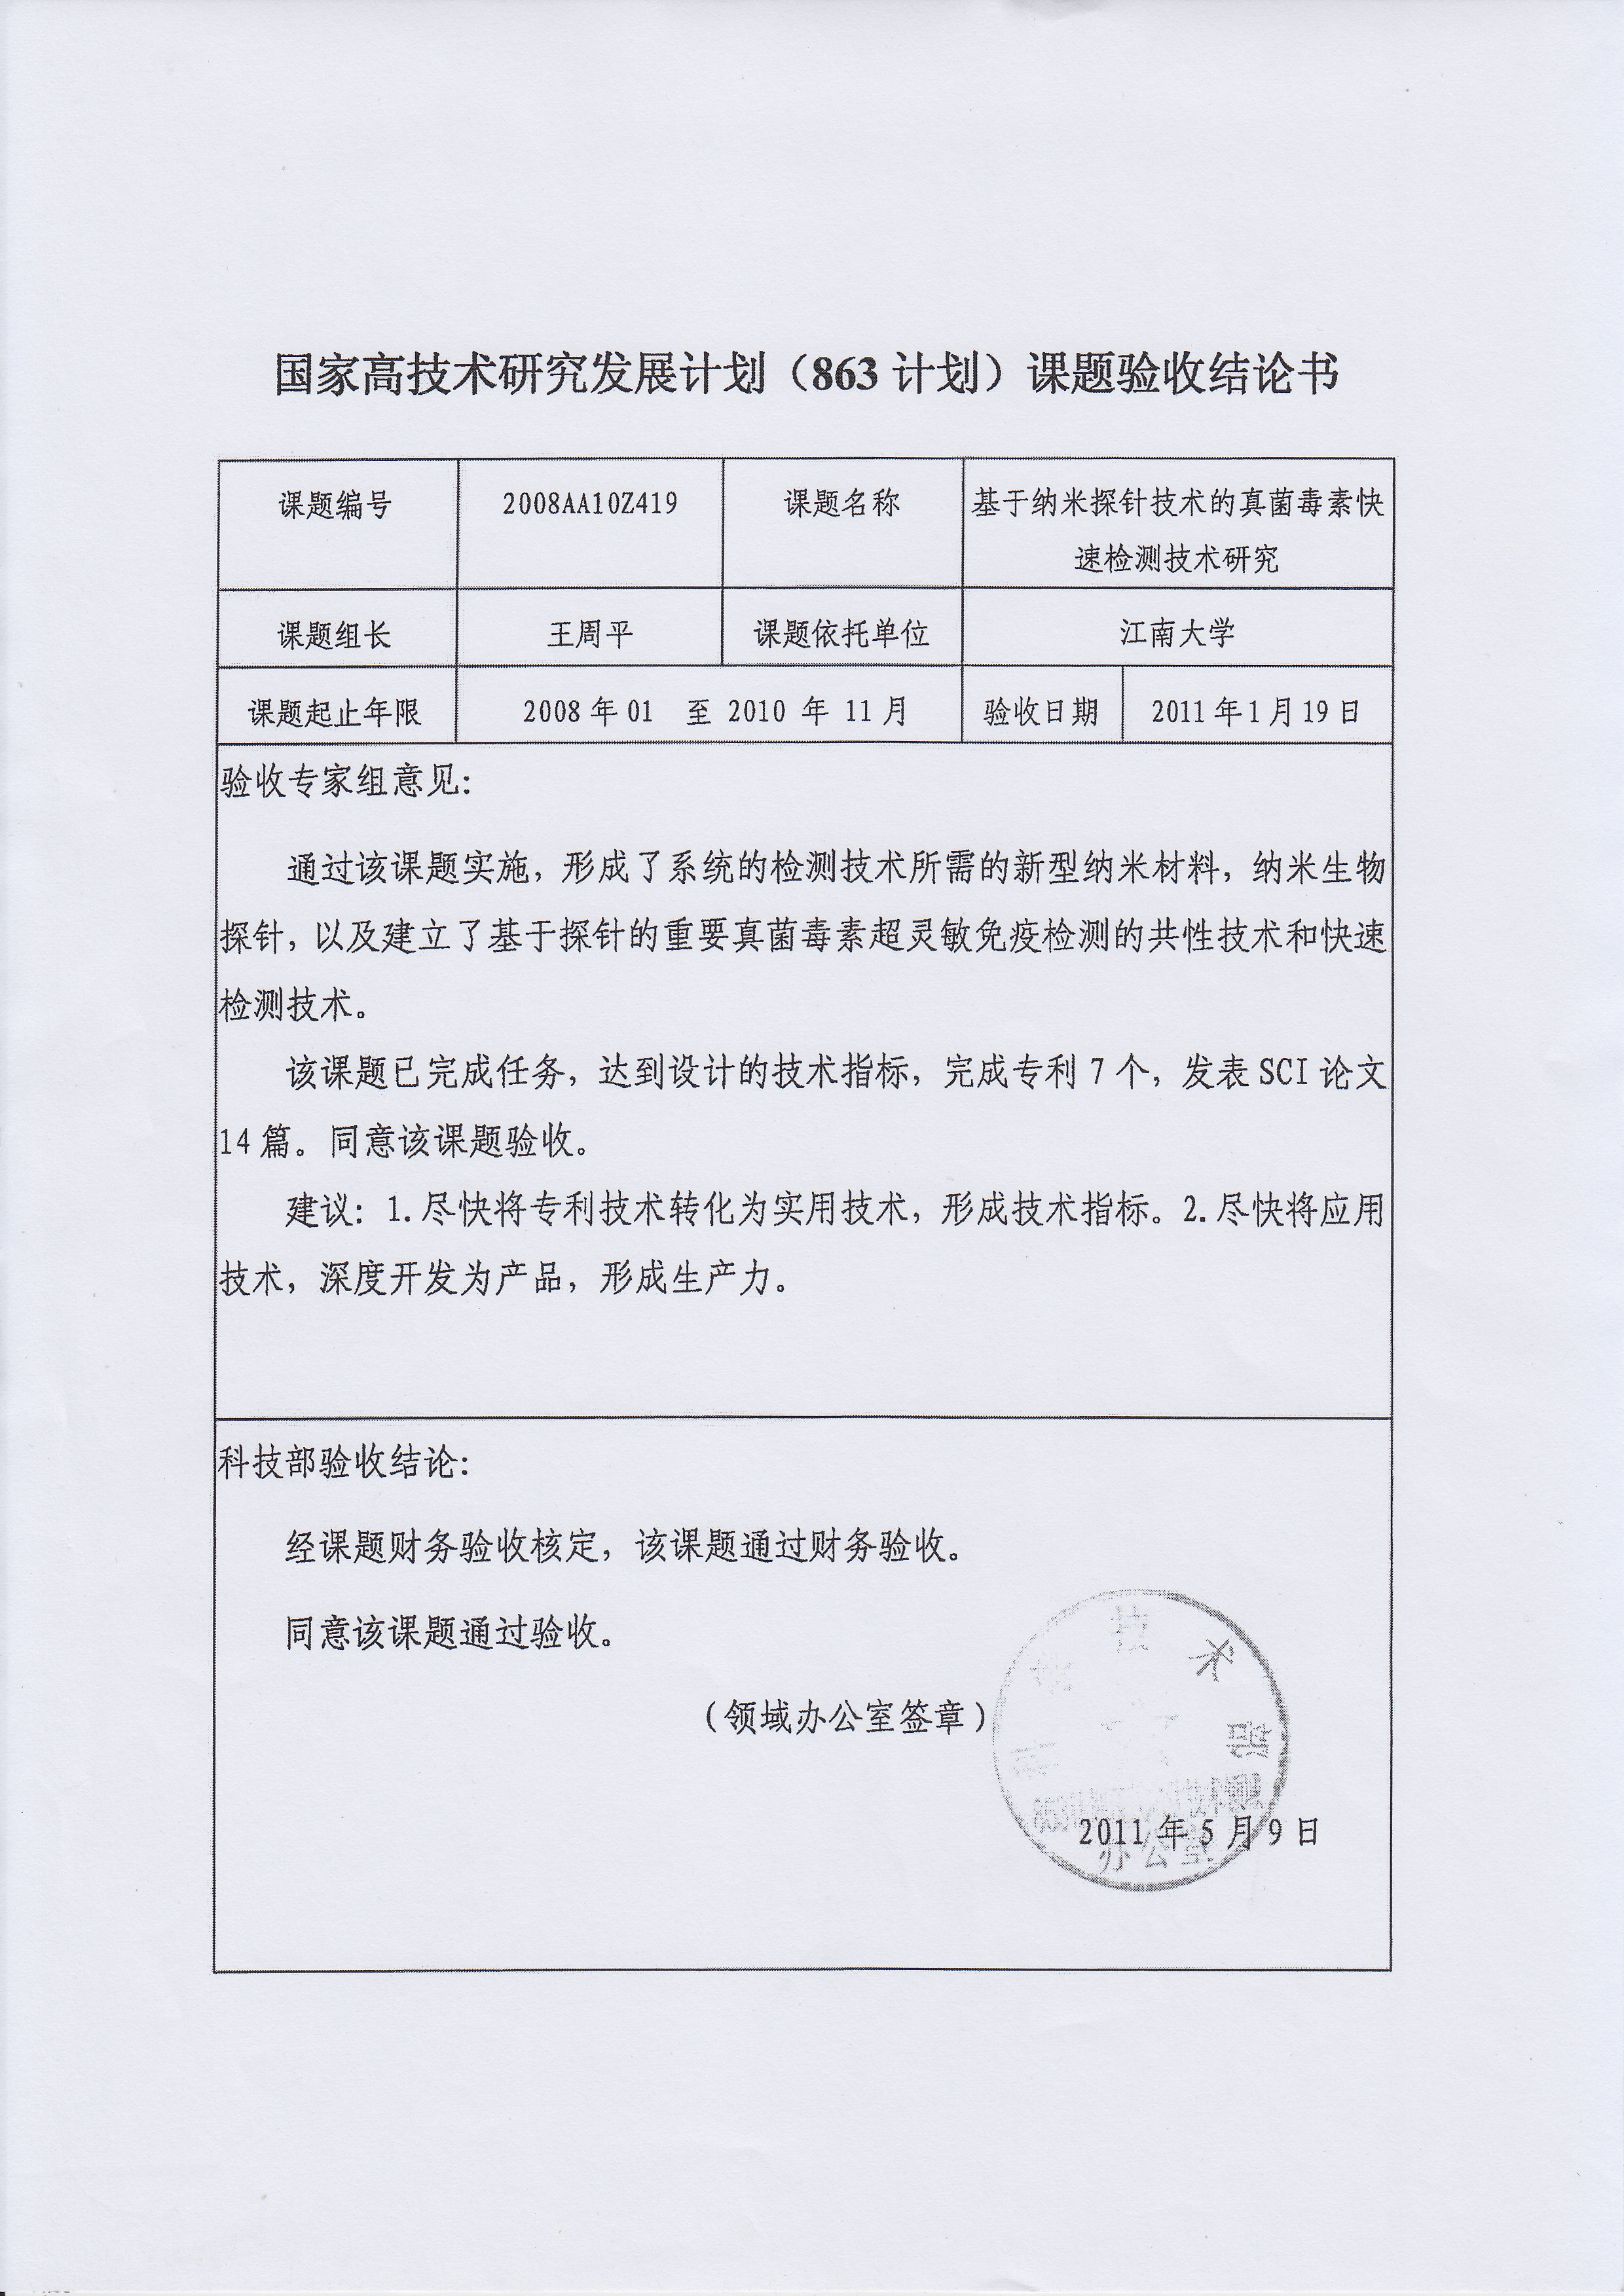 国家高技术研究发展计划（863 计划）课题验收结论书
课题编号 2008AA10Z419 课题名称 基于纳米探针技术的真菌毒素快
速检测技术研究
课题组长 王周平 课题依托单位 江南大学
课题起止年限 2008 年 01 至 2010 年 11 月 验收日期 2011 年 1 月 19 日
验收专家组意见：
通过该课题实施，形成了系统的检测技术所需的新型纳米材料，纳米生物
探针，以及建立了基于探针的重要真菌毒素超灵敏免疫检测的共性技术和快速
检测技术。
该课题已完成任务，达到设计的技术指标，完成专利 7 个，发表 SCI 论文
14 篇。同意该课题验收。
建议：1.尽快将专利技术转化为实用技术，形成技术指标。2.尽快将应用
技术，深度开发为产品，形成生产力。
科技部验收结论：
经课题财务验收核定，该课题通过财务验收。
同意该课题通过验收。
（领域办公室签章）
技术部
2011 年 5 月 9 日
办公室